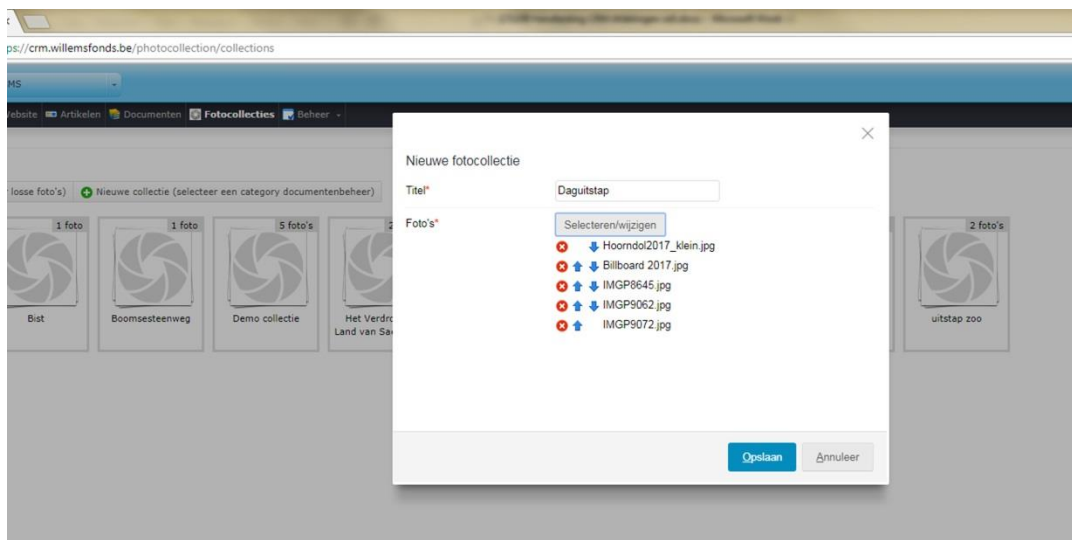 ps://crm.willemsfonds.be/photocollection/collections
MS
Website Artikelen Documenten Fotocollecties Beheer
losse foto's) Nieuwe collectie (selecteer een category documentenbeheer)
1 foto 1 foto 5 foto's 2 2 foto's
Bist Boomsesteenweg Demo collectie Het Verdro uitstap zoo
Land van Sae
Nieuwe fotocollectie
Titel* Daguitstap
Foto's* Selecteren/wijzigen
Hoorndol2017_klein.jpg
Billboard 2017.jpg
IMGP8645.jpg
IMGP9062.jpg
IMGP9072.jpg
Opslaan Annuleer